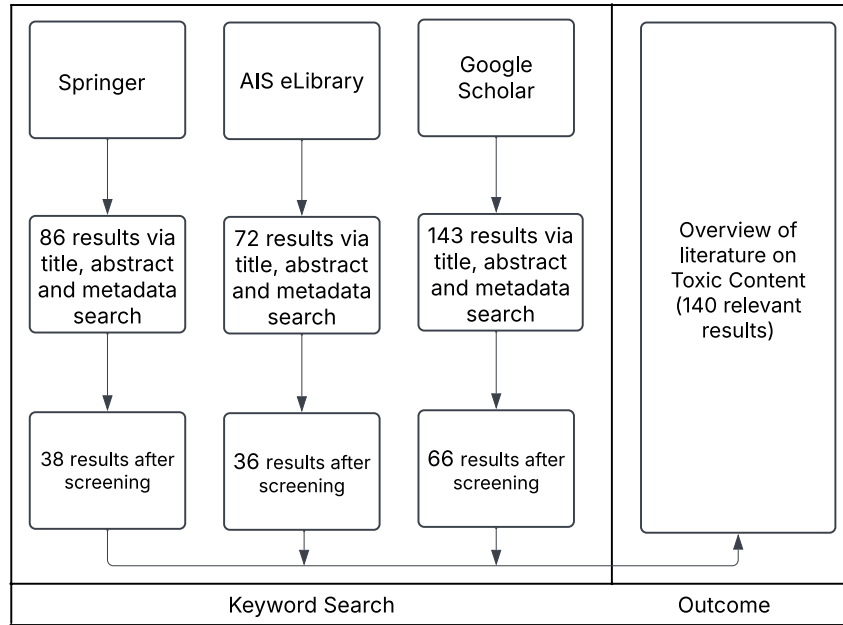 Springer
AIS eLibrary
Google
Scholar
86 results via
title, abstract
and metadata
search
72 results via
title, abstract
and metadata
search
143 results via
title, abstract
and metadata
search
38 results after
screening
36 results after
screening
66 results after
screening
Overview of
literature on
Toxic Content
(140 relevant
results)
Keyword Search
Outcome